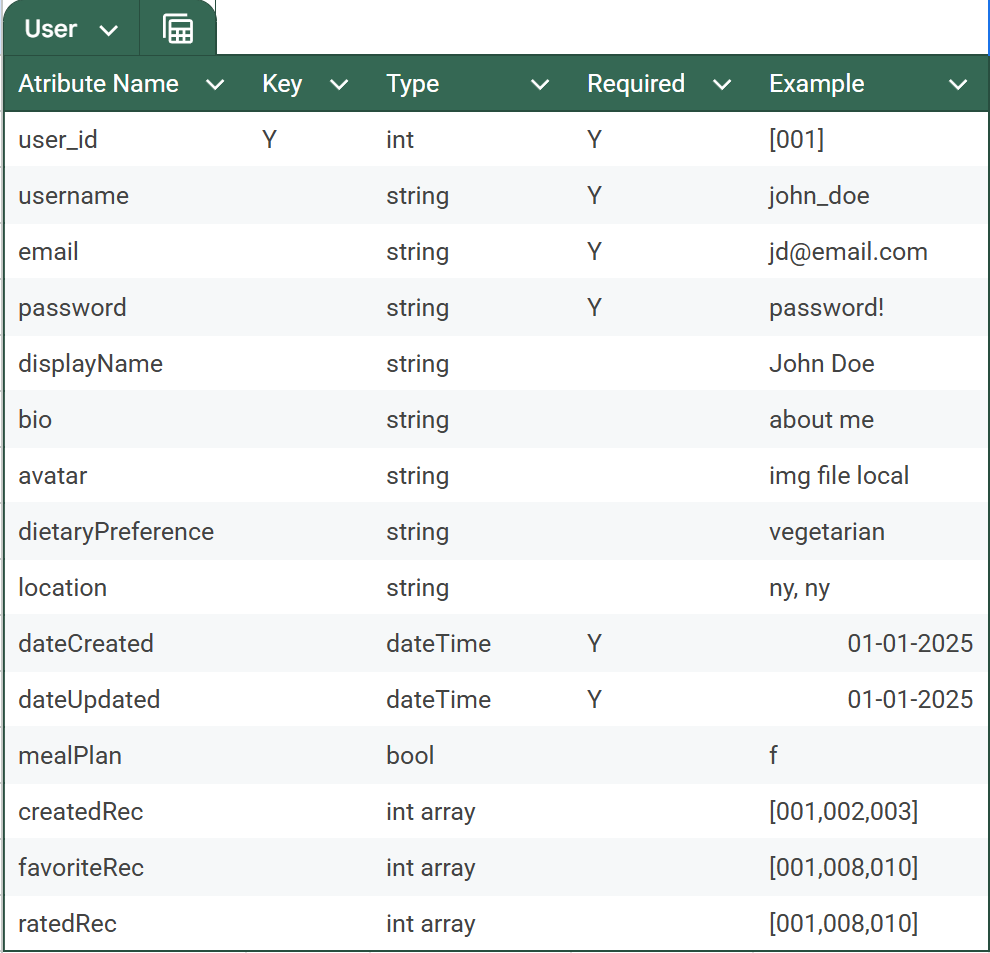 User
Atribute Name Key Type Required Example
user_id Y int Y [001]
username string Y john_doe
email string Y jd@email.com
password string Y password!
displayName string John Doe
bio string about me
avatar string img file local
dietaryPreference string vegetarian
location string ny, ny
dateCreated dateTime Y 01-01-2025
dateUpdated dateTime Y 01-01-2025
mealPlan bool f
createdRec int array [001,002,003]
favoriteRec int array [001,008,010]
ratedRec int array [001,008,010]